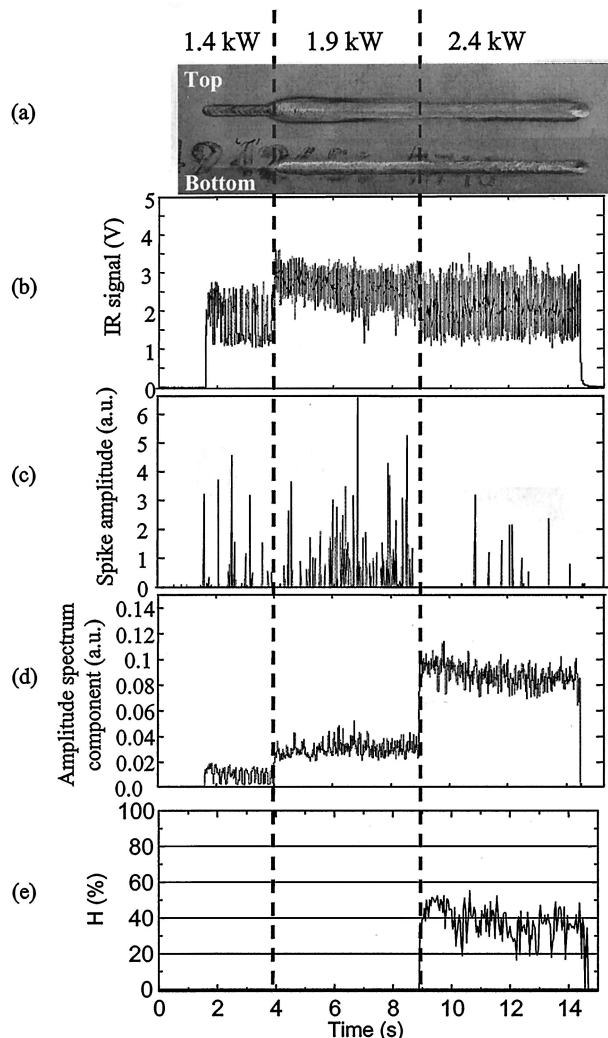 1.4 kW 1.9 kW 2.4 kW
(a)
Top
Bottom
(b)
IR signal (V)
5
4
3
2
1
0
(c)
Spike amplitude (a.u.)
6
5
4
3
2
1
0
(d)
Amplitude spectrum
component (a.u.)
0.14
0.12
0.1
0.08
0.06
0.04
0.02
0.0
(e)
H (%)
100
80
60
40
20
0
0 2 4 6 8 10 12 14
Time (s)